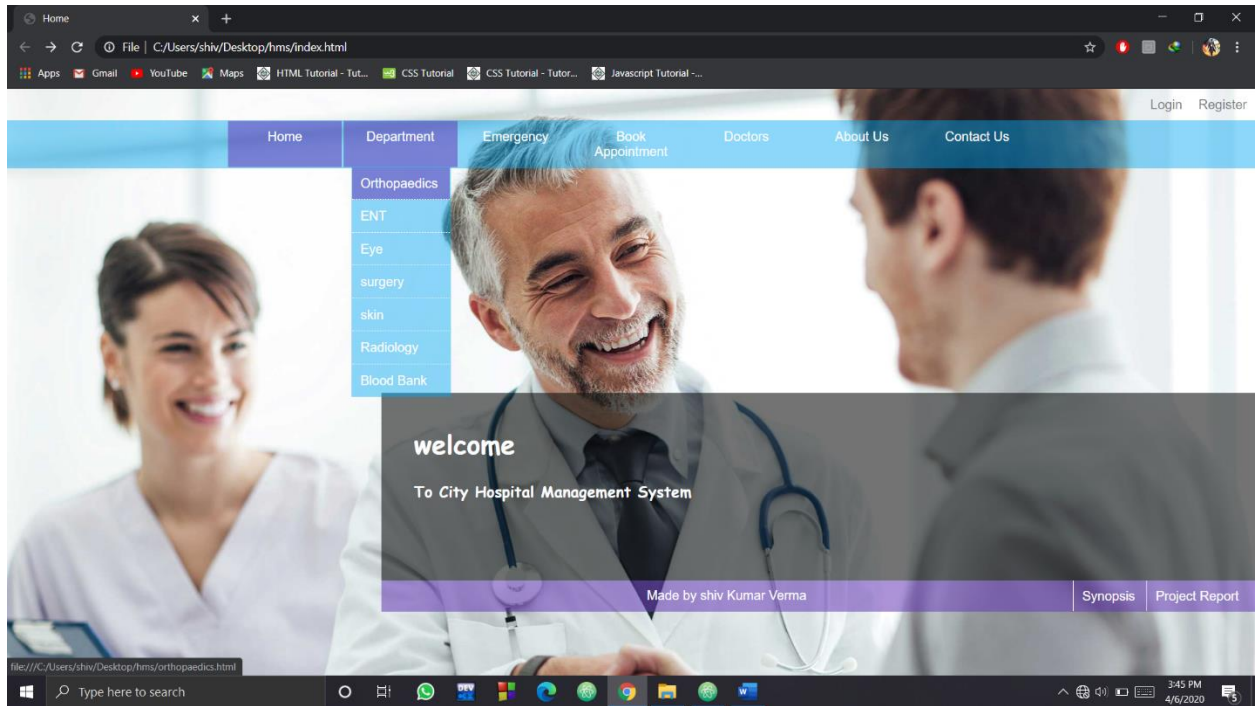 Home
File | C:/Users/shiv/Desktop/hms/index.html
Apps Gmail YouTube Maps HTML Tutorial - Tut... CSS Tutorial CSS Tutorial - Tutor... Javascript Tutorial -...
Login Register
Home Department Emergency Book Appointment Doctors About Us Contact Us
Orthopaedics
ENT
Eye
surgery
skin
Radiology
Blood Bank
welcome
To City Hospital Management System
Made by shiv Kumar Verma Synopsis Project Report
file:///C:/Users/shiv/Desktop/hms/orthopaedics.html
Type here to search
DEV
3:45 PM
4/6/2020
5